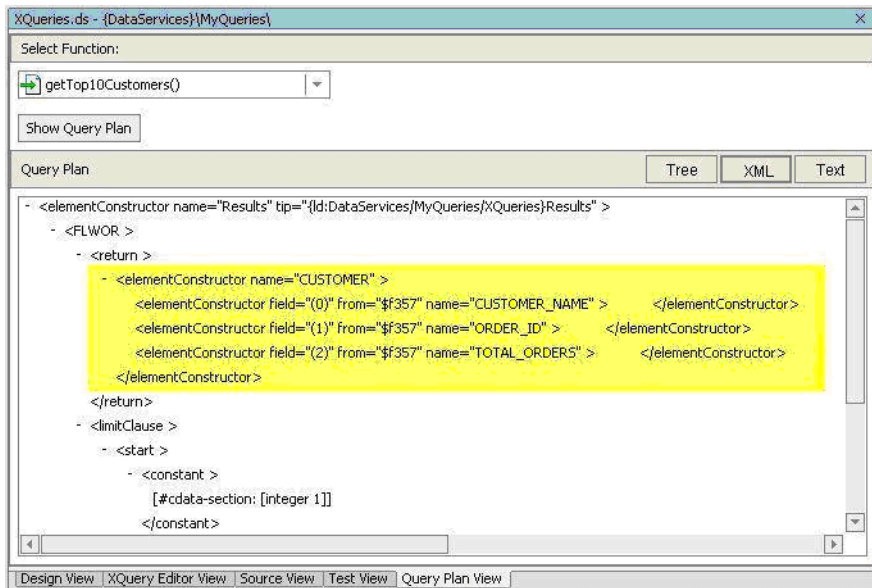 XQueries.ds - {DataServices}\MyQueries\
Select Function:
getTop10Customers()
Show Query Plan
Query Plan Tree XML Text
- <elementConstructor name="Results" tip="{ld:DataServices/MyQueries/XQueries}Results" >
- <FLWOR >
- <return >
- <elementConstructor name="CUSTOMER" >
<elementConstructor field="(0)" from="$f357" name="CUSTOMER_NAME" > </elementConstructor>
<elementConstructor field="(1)" from="$f357" name="ORDER_ID" > </elementConstructor>
<elementConstructor field="(2)" from="$f357" name="TOTAL_ORDERS" > </elementConstructor>
</elementConstructor>
</return>
- <limitClause >
- <start >
- <constant >
[#cdata-section: [integer 1]]
</constant>
Design View XQuery Editor View Source View Test View Query Plan View